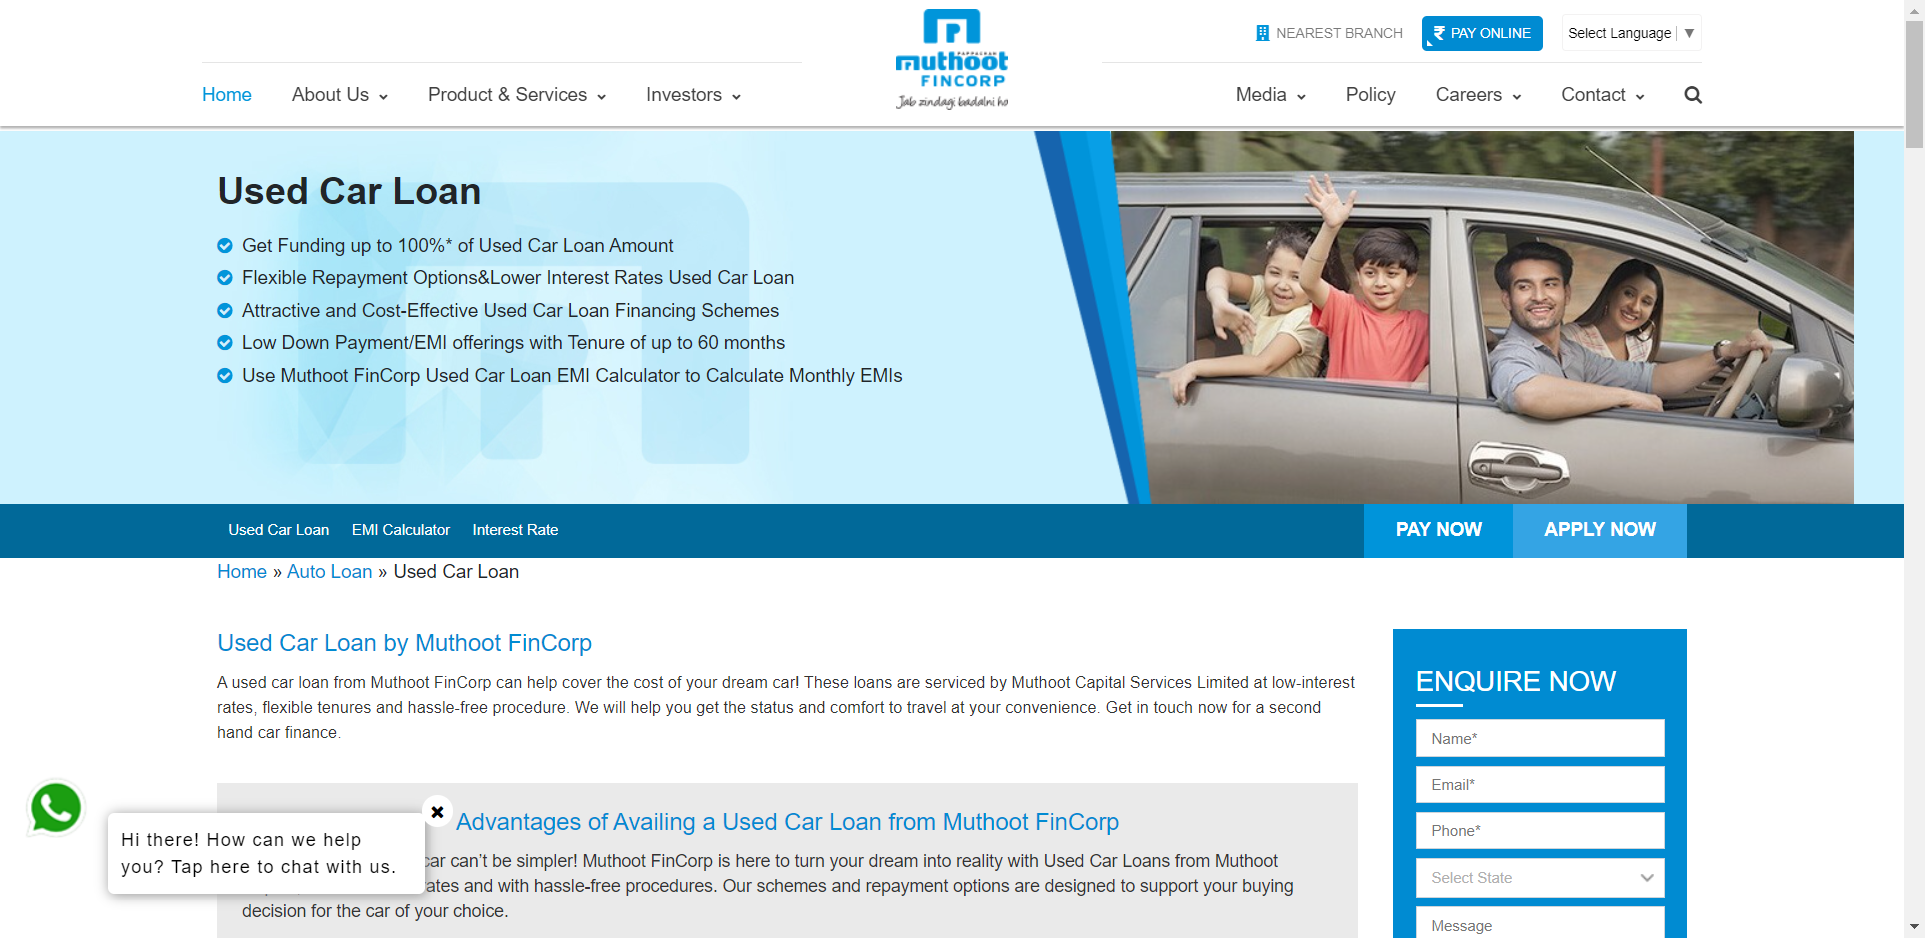 NEAREST BRANCH
PAY ONLINE
Select Language ▼
PAPPACHAN
muthoot
FINCORP
Jab zindagi badalni ho
Home
About Us
Product & Services
Investors
Media
Policy
Careers
Contact
Used Car Loan
Get Funding up to 100%* of Used Car Loan Amount
Flexible Repayment Options&Lower Interest Rates Used Car Loan
Attractive and Cost-Effective Used Car Loan Financing Schemes
Low Down Payment/EMI offerings with Tenure of up to 60 months
Use Muthoot FinCorp Used Car Loan EMI Calculator to Calculate Monthly EMIs
Used Car Loan
EMI Calculator
Interest Rate
PAY NOW
APPLY NOW
Home » Auto Loan » Used Car Loan
Used Car Loan by Muthoot FinCorp
A used car loan from Muthoot FinCorp can help cover the cost of your dream car! These loans are serviced by Muthoot Capital Services Limited at low-interest
rates, flexible tenures and hassle-free procedure. We will help you get the status and comfort to travel at your convenience. Get in touch now for a second
hand car finance.
Advantages of Availing a Used Car Loan from Muthoot FinCorp
car can’t be simpler! Muthoot FinCorp is here to turn your dream into reality with Used Car Loans from Muthoot
ates and with hassle-free procedures. Our schemes and repayment options are designed to support your buying
decision for the car of your choice.
Hi there! How can we help
you? Tap here to chat with us.
ENQUIRE NOW
Name*
Email*
Phone*
Select State
Message